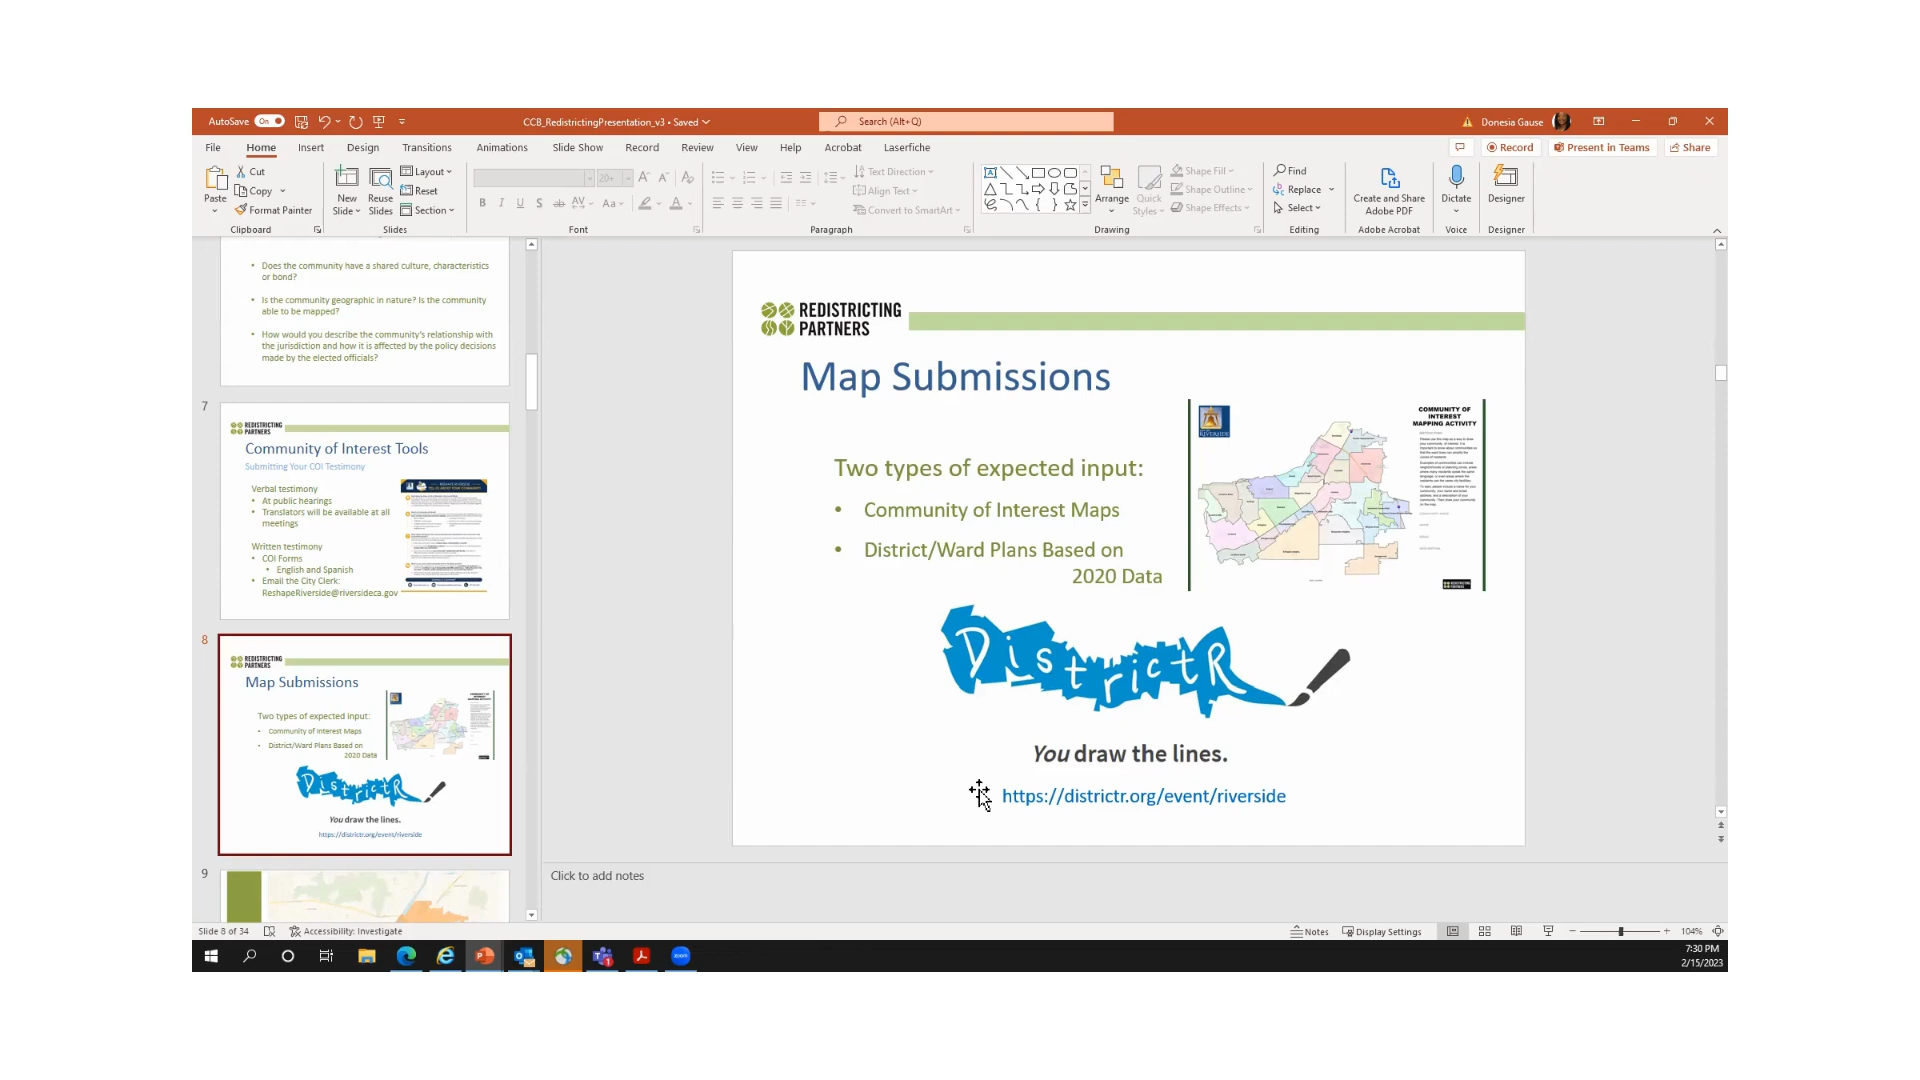 AutoSave On
CCB_RedistrictingPresentation_v3 • Saved
Search (Alt+Q)
Donesia Gause
File Home Insert Design Transitions Animations Slide Show Record Review View Help Acrobat Laserfiche
Record Present in Teams Share
Paste
Cut
Copy
Format Painter
Clipboard
New Slide
Reuse Slides
Layout
Reset
Section
Slides
20+
Font
Text Direction
Align Text
Convert to SmartArt
Paragraph
Arrange
Quick Styles
Shape Fill
Shape Outline
Shape Effects
Drawing
Find
Replace
Select
Editing
Create and Share
Adobe PDF
Adobe Acrobat
Dictate
Voice
Designer
Designer
• Does the community have a shared culture, characteristics
or bond?
• Is the community geographic in nature? Is the community
able to be mapped?
• How would you describe the community's relationship with
the jurisdiction and how it is affected by the policy decisions
made by the elected officials?
7
REDISTRICTING
PARTNERS
Community of Interest Tools
Submitting Your COI Testimony
Verbal testimony
• At public hearings
• Translators will be available at all
meetings
Written testimony
• COI Forms
• English and Spanish
• Email the City Clerk:
ReshapeRiverside@riversideca.gov
8
REDISTRICTING
PARTNERS
Map Submissions
Two types of expected input:
• Community of Interest Maps
• District/Ward Plans Based on
2020 Data
DistrictR
You draw the lines.
https://districtr.org/event/riverside
9
REDISTRICTING
PARTNERS
Map Submissions
Two types of expected input:
• Community of Interest Maps
• District/Ward Plans Based on
2020 Data
RIVERSIDE
COMMUNITY OF
INTEREST
MAPPING ACTIVITY
DistrictR
You draw the lines.
https://districtr.org/event/riverside
Click to add notes
Slide 8 of 34
Accessibility: Investigate
Notes
Display Settings
104%
7:30 PM
2/15/2023